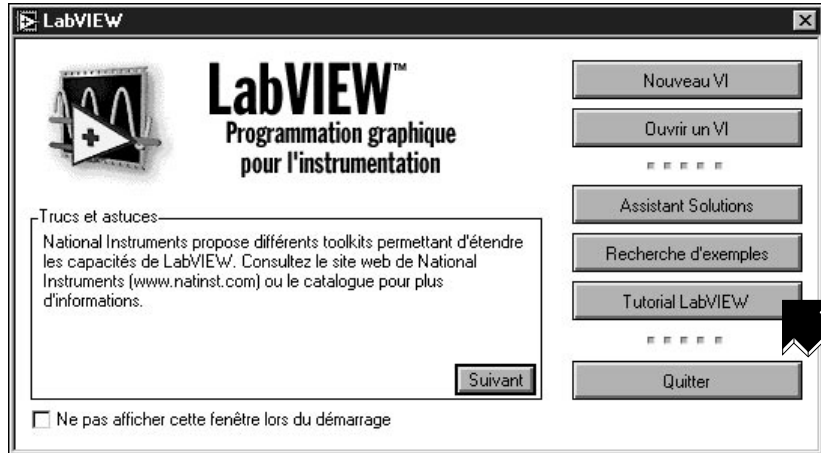 LabVIEW
LabVIEW™
Programmation graphique
pour l'instrumentation
Trucs et astuces
National Instruments propose différents toolkits permettant d'étendre
les capacités de LabVIEW. Consultez le site web de National
Instruments (www.natinst.com) ou le catalogue pour plus
d'informations.
Suivant
Ne pas afficher cette fenêtre lors du démarrage
Nouveau VI
Ouvrir un VI
Assistant Solutions
Recherche d'exemples
Tutorial LabVIEW
Quitter